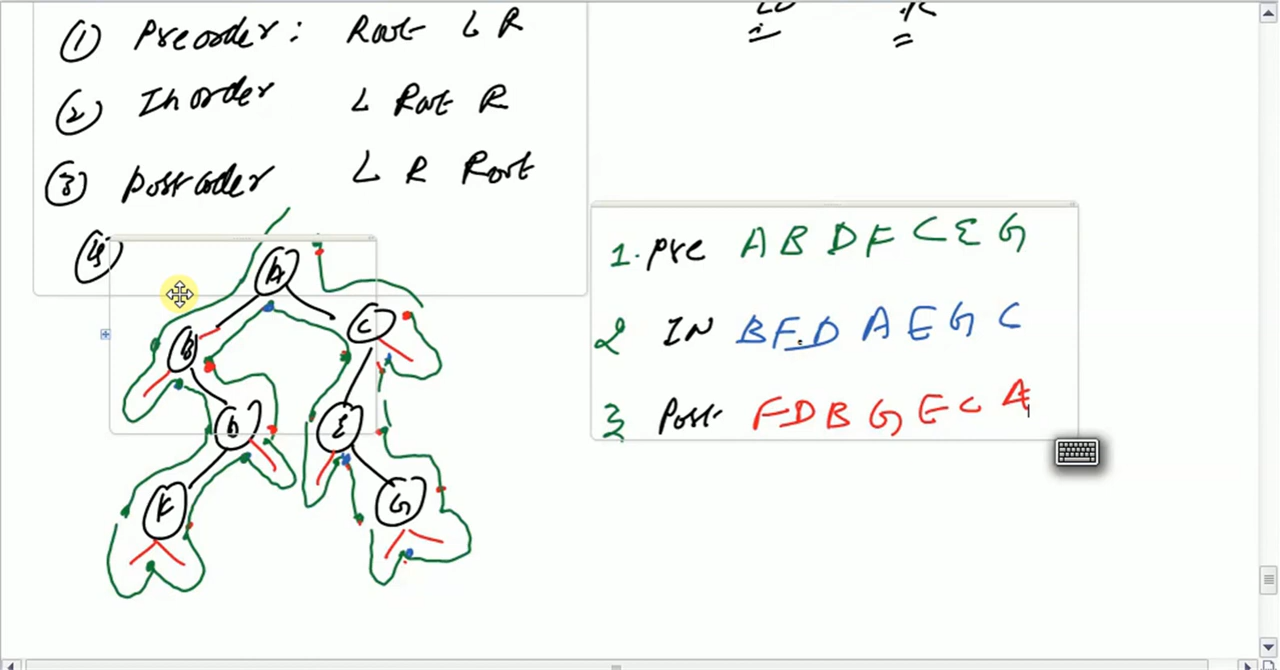 ① Preorder: Root L R
② Inorder L Root R
③ Postorder L R Root
④
A
B
C
D
E
F
G
1. Pre A B D F C E G
2 IN B F D A E G C
3 Post F D B G E C A